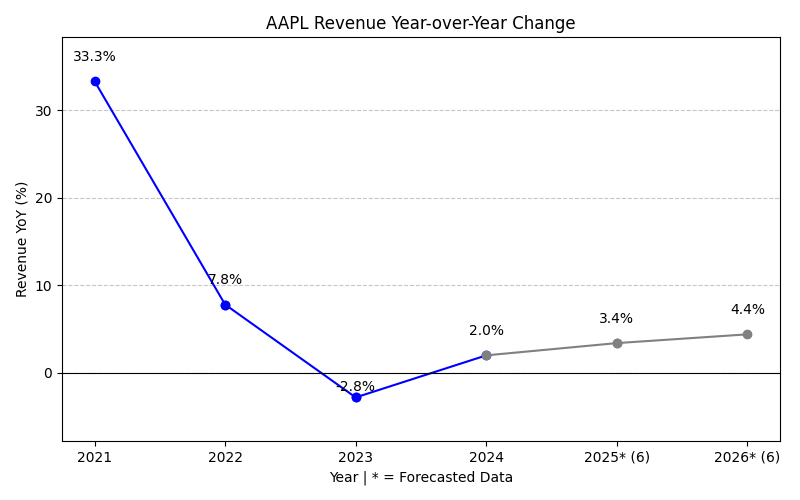 AAPL Revenue Year-over-Year Change
33.3%
7.8%
-2.8%
2.0%
3.4%
4.4%
Revenue YoY (%)
30
20
10
0
2021 2022 2023 2024 2025* (6) 2026* (6)
Year | * = Forecasted Data